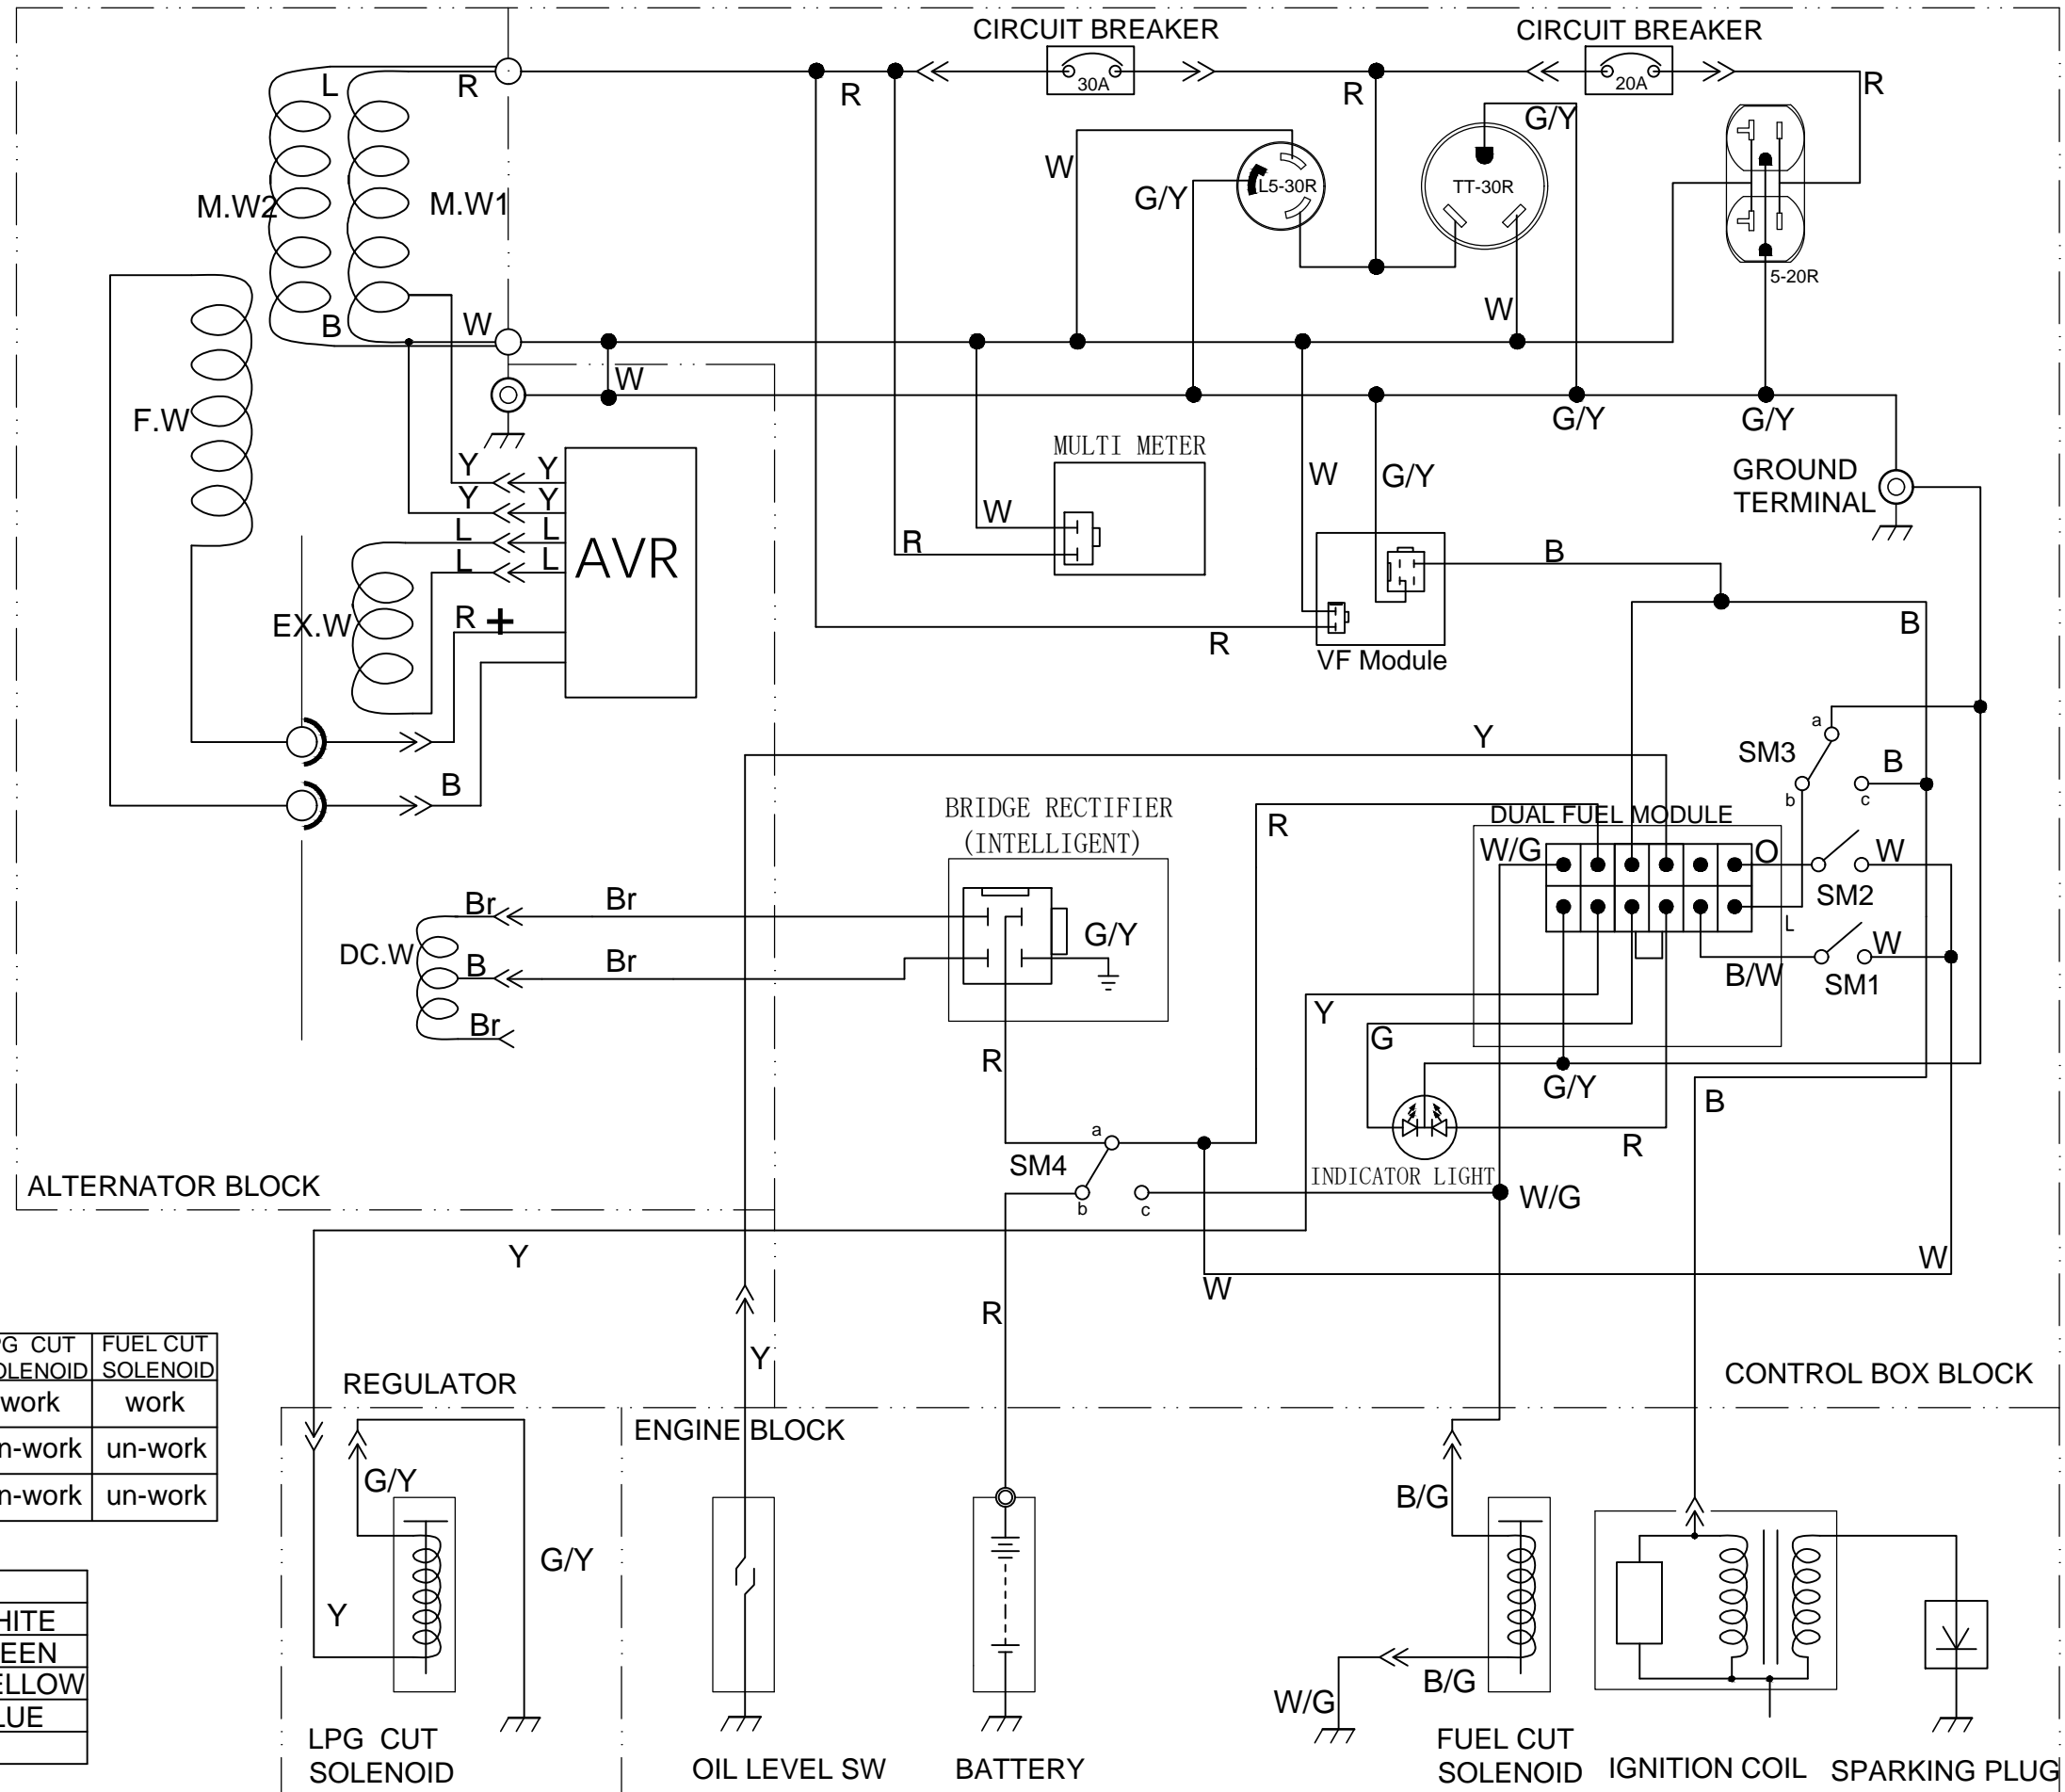 CIRCUIT BREAKER
CIRCUIT BREAKER
30A
20A
L
R
R
R
R
G/Y
W
G/Y
L5-30R
TT-30R
M.W2
M.W1
5-20R
B
W
W
W
F.W
G/Y
G/Y
MULTI METER
W
G/Y
GROUND
TERMINAL
Y
Y
Y
Y
L
L
L
L
AVR
W
R
B
EX.W
R +
R
VF Module
B
a
SM3
B
b
c
Y
B
BRIDGE RECTIFIER
(INTELLIGENT)
R
DUAL FUEL MODULE
W/G
O
W
SM2
L
Br
Br
G/Y
DC.W
B
Br
W
B/W
SM1
Br
Y
G
R
G/Y
B
a
SM4
b
c
R
INDICATOR LIGHT
W/G
ALTERNATOR BLOCK
Y
W
W
R
Y
CUT
FUEL CUT
SOLENOID
work
work
un-work
un-work
REGULATOR
CONTROL BOX BLOCK
ENGINE BLOCK
G/Y
B/G
G/Y
Y
B/G
W/G
LPG CUT
SOLENOID
OIL LEVEL SW
BATTERY
FUEL CUT
SOLENOID
IGNITION COIL
SPARKING PLUG